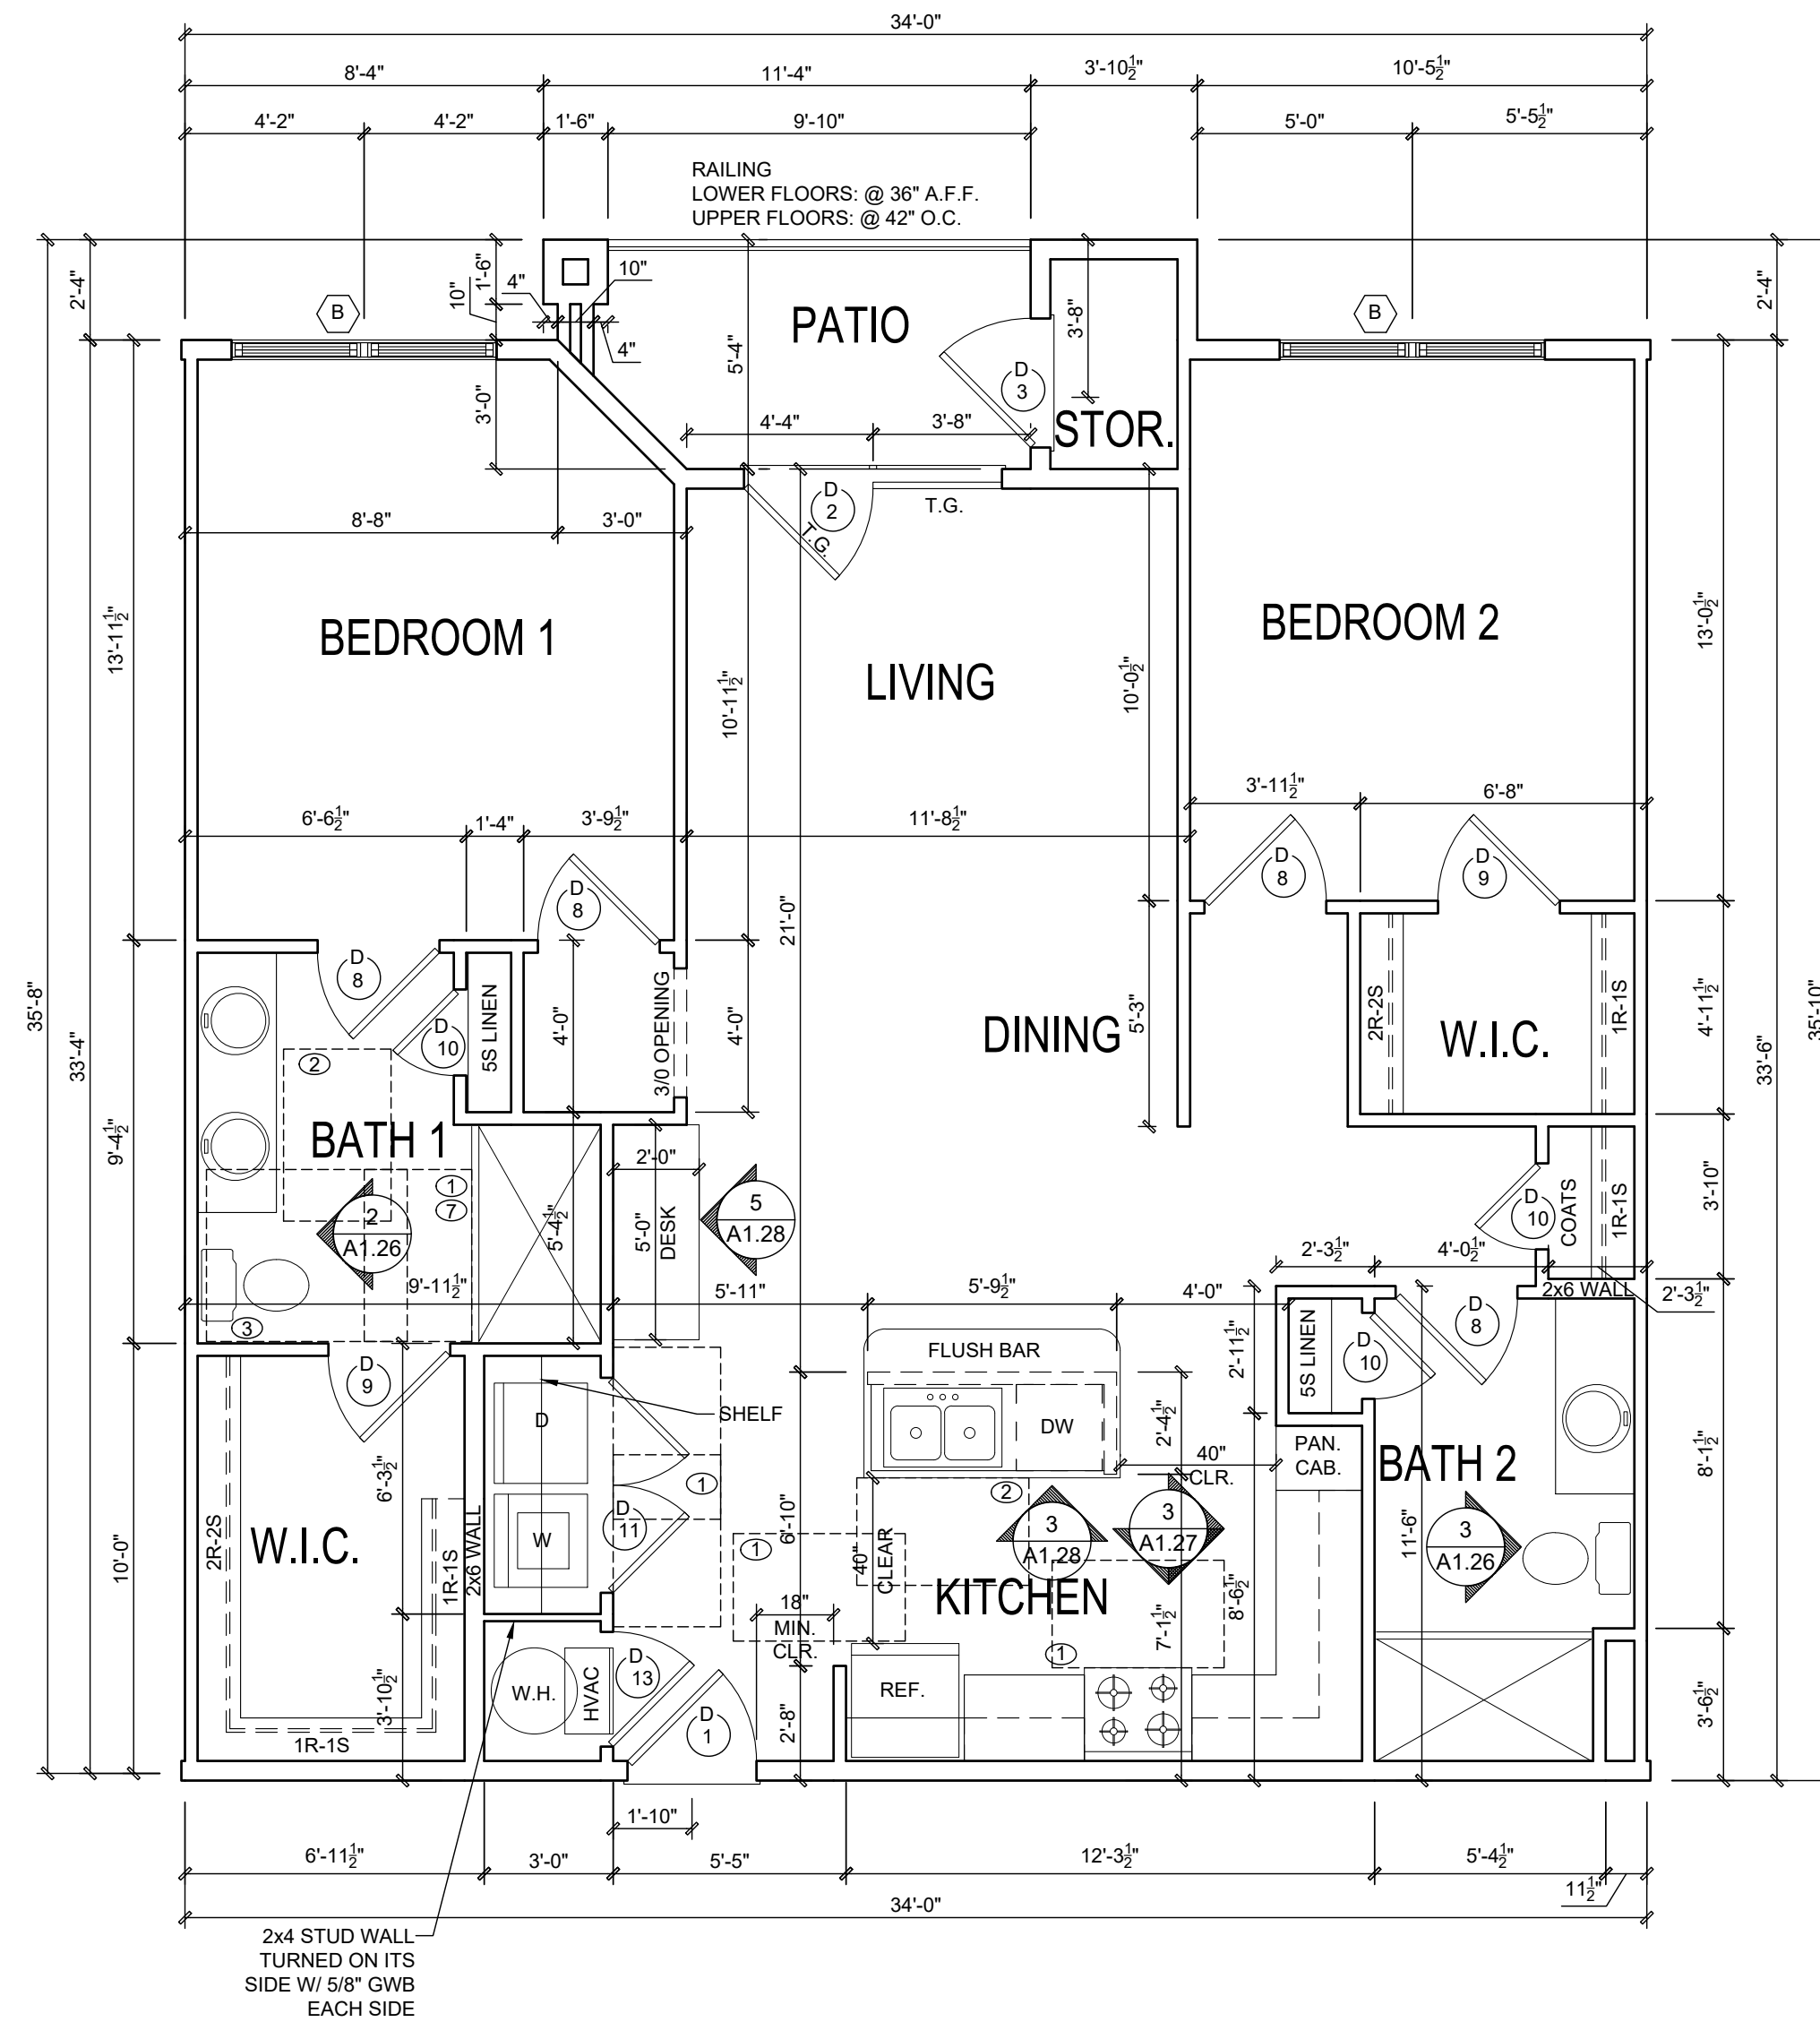 34'-0"
8'-4"
11'-4"
3'-10½"
10'-5½"
4'-2"
4'-2"
1'-6"
9'-10"
5'-0"
5'-5½"
RAILING
LOWER FLOORS: @ 36" A.F.F.
UPPER FLOORS: @ 42" O.C.
2'-4"
10"
1'-6"
4"
10"
4"
B
PATIO
5'-4"
3'-8"
B
2'-4"
3'-0"
D
3
STOR.
4'-4"
3'-8"
D
2
T.G.
T.G.
8'-8"
3'-0"
13'-11½"
BEDROOM 1
LIVING
BEDROOM 2
13'-0½"
10'-11½"
10'-0½"
6'-6½"
1'-4"
3'-9½"
11'-8½"
3'-11½"
6'-8"
D
8
D
8
D
9
21'-0"
D
8
D
10
5S LINEN
4'-0"
3/0 OPENING
4'-0"
DINING
5'-3"
2R-2S
W.I.C.
1R-1S
4'-11½"
35'-8"
33'-4"
33'-6"
35'-10"
2
9'-4½"
BATH 1
1
7
2
A1.26
3
5'-4½"
2'-0"
5'-0"
DESK
5
A1.28
D
10
COATS
1R-1S
3'-10"
2'-3½"
4'-0½"
2x6 WALL
2'-3½"
9'-11½"
5'-11"
5'-9½"
4'-0"
D
9
FLUSH BAR
2'-11½"
5S LINEN
D
10
D
8
SHELF
D
DW
2'-4½"
40"
CLR.
PAN.
CAB.
BATH 2
8'-1½"
6'-3½"
2R-2S
W.I.C.
1R-1S
2x6 WALL
W
D
11
1
1
6'-10"
40"
CLEAR
2
3
A1.28
3
A1.27
11'-6"
3
A1.26
10'-0"
KITCHEN
18"
MIN.
CLR.
7'-1½"
8'-6½"
1
3'-10½"
1R-1S
W.H.
HVAC
D
13
D
1
2'-8"
REF.
3'-6½"
1'-10"
6'-11½"
3'-0"
5'-5"
12'-3½"
5'-4½"
11½"
34'-0"
2x4 STUD WALL
TURNED ON ITS
SIDE W/ 5/8" GWB
EACH SIDE